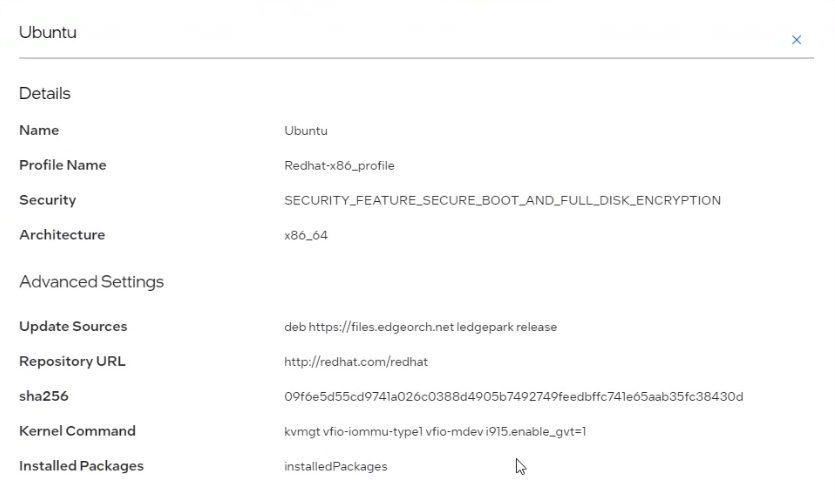 Ubuntu
Details
Name Ubuntu
Profile Name Redhat-x86_profile
Security SECURITY_FEATURE_SECURE_BOOT_AND_FULL_DISK_ENCRYPTION
Architecture x86_64
Advanced Settings
Update Sources deb https://files.edgeorch.net ledgepark release
Repository URL http://redhat.com/redhat
sha256 09f6e5d55cd9741a026c0388d4905b7492749feedbffc741e65aab35fc38430d
Kernel Command kvmgt vfio-iommu-type1 vfio-mdev i915.enable_gvt=1
Installed Packages installedPackages